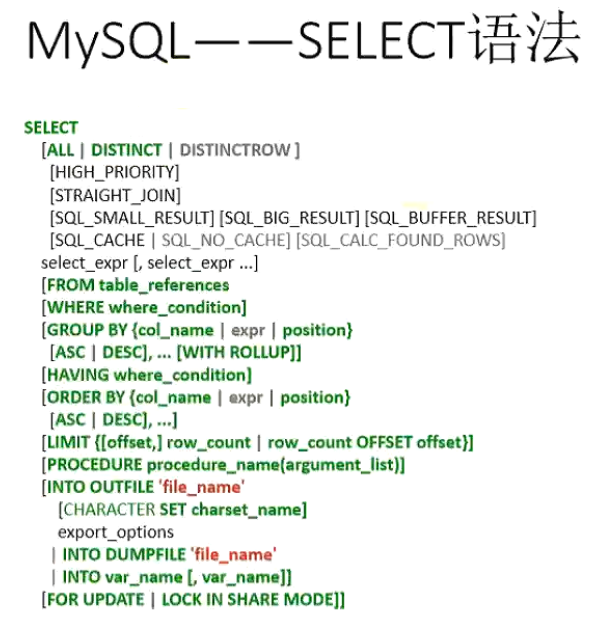 MySQL——SELECT语法
SELECT
[ALL | DISTINCT | DISTINCTROW ]
[HIGH_PRIORITY]
[STRAIGHT_JOIN]
[SQL_SMALL_RESULT] [SQL_BIG_RESULT] [SQL_BUFFER_RESULT]
[SQL_CACHE | SQL_NO_CACHE] [SQL_CALC_FOUND_ROWS]
select_expr [, select_expr ...]
[FROM table_references
[WHERE where_condition]
[GROUP BY {col_name | expr | position}
[ASC | DESC], ... [WITH ROLLUP]]
[HAVING where_condition]
[ORDER BY {col_name | expr | position}
[ASC | DESC], ...]
[LIMIT {[offset,] row_count | row_count OFFSET offset}]
[PROCEDURE procedure_name(argument_list)]
[INTO OUTFILE 'file_name'
[CHARACTER SET charset_name]
export_options
| INTO DUMPFILE 'file_name'
| INTO var_name [, var_name]]
[FOR UPDATE | LOCK IN SHARE MODE]]